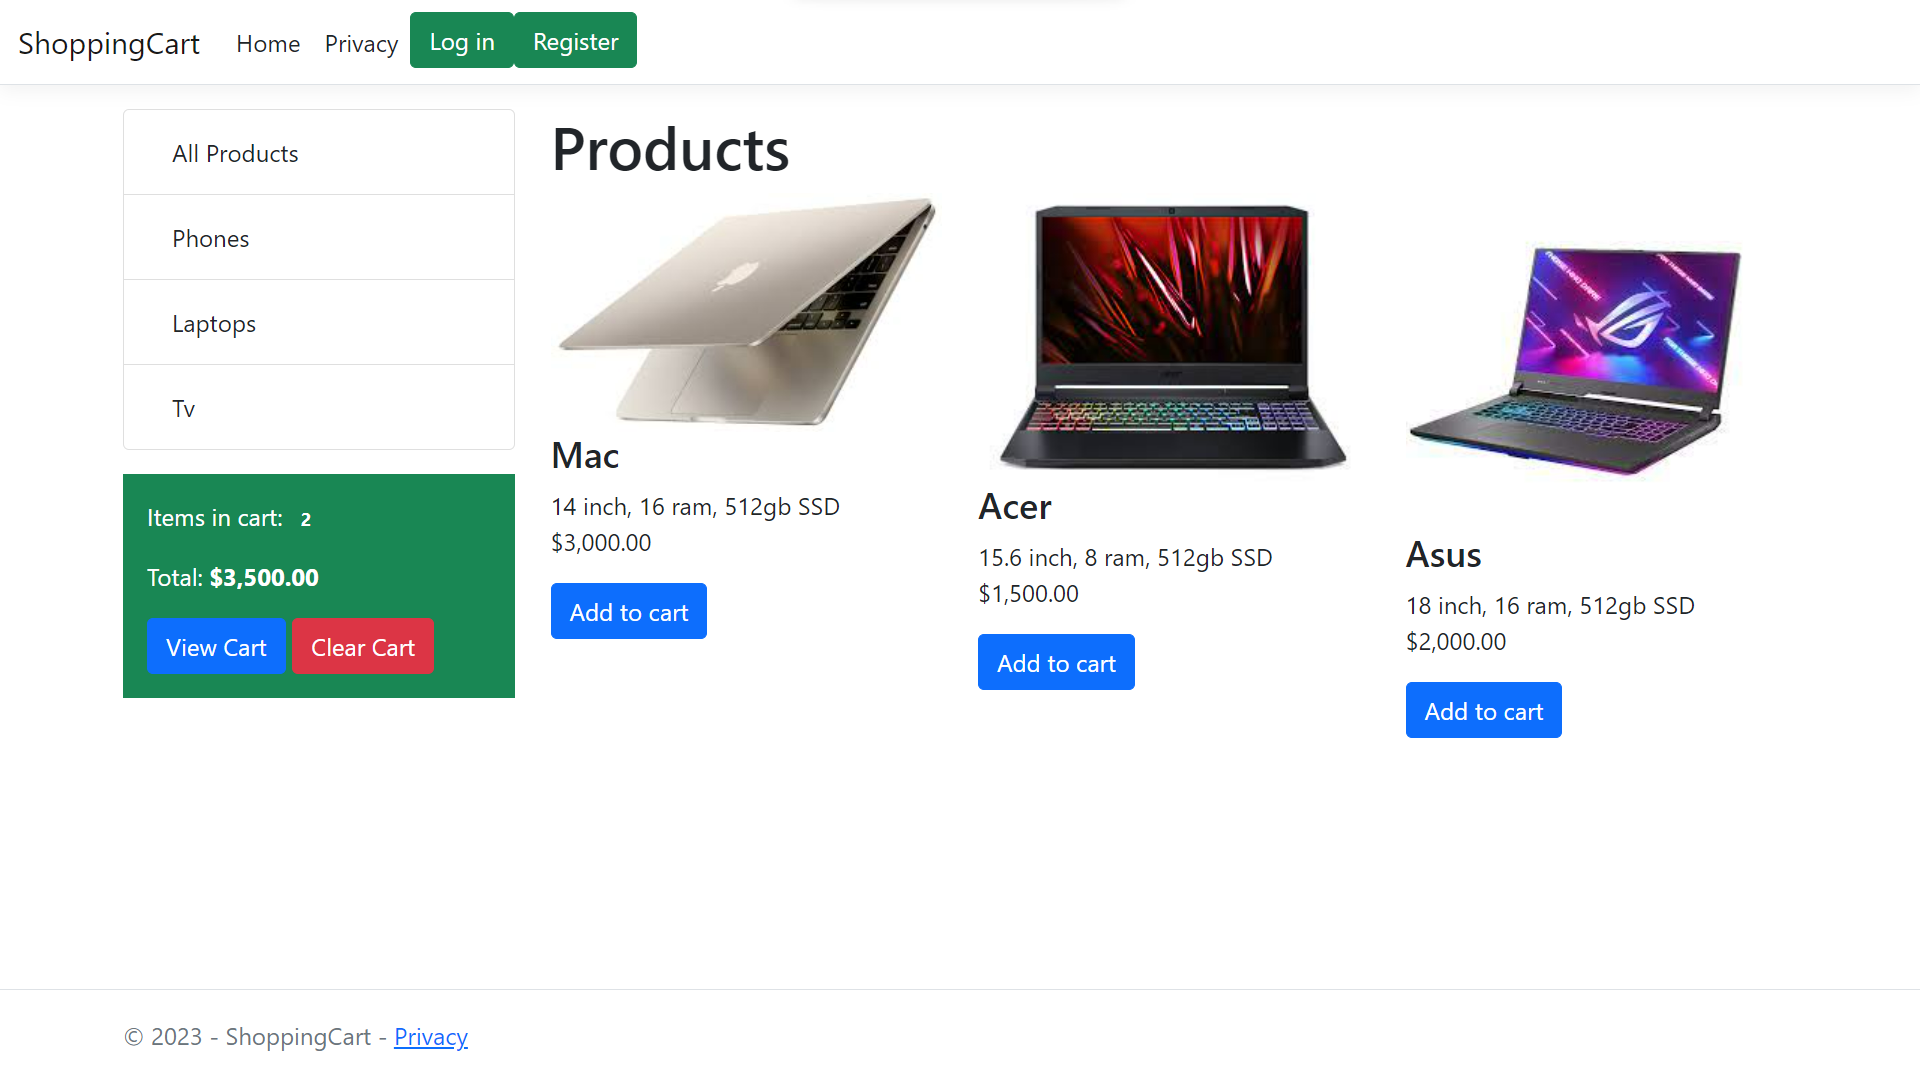 ShoppingCart Home Privacy Log in Register
All Products
Phones
Laptops
Tv
Items in cart: 2
Total: $3,500.00
View Cart Clear Cart
Products
Mac
14 inch, 16 ram, 512gb SSD
$3,000.00
Add to cart
Acer
15.6 inch, 8 ram, 512gb SSD
$1,500.00
Add to cart
Asus
18 inch, 16 ram, 512gb SSD
$2,000.00
Add to cart
© 2023 - ShoppingCart - Privacy